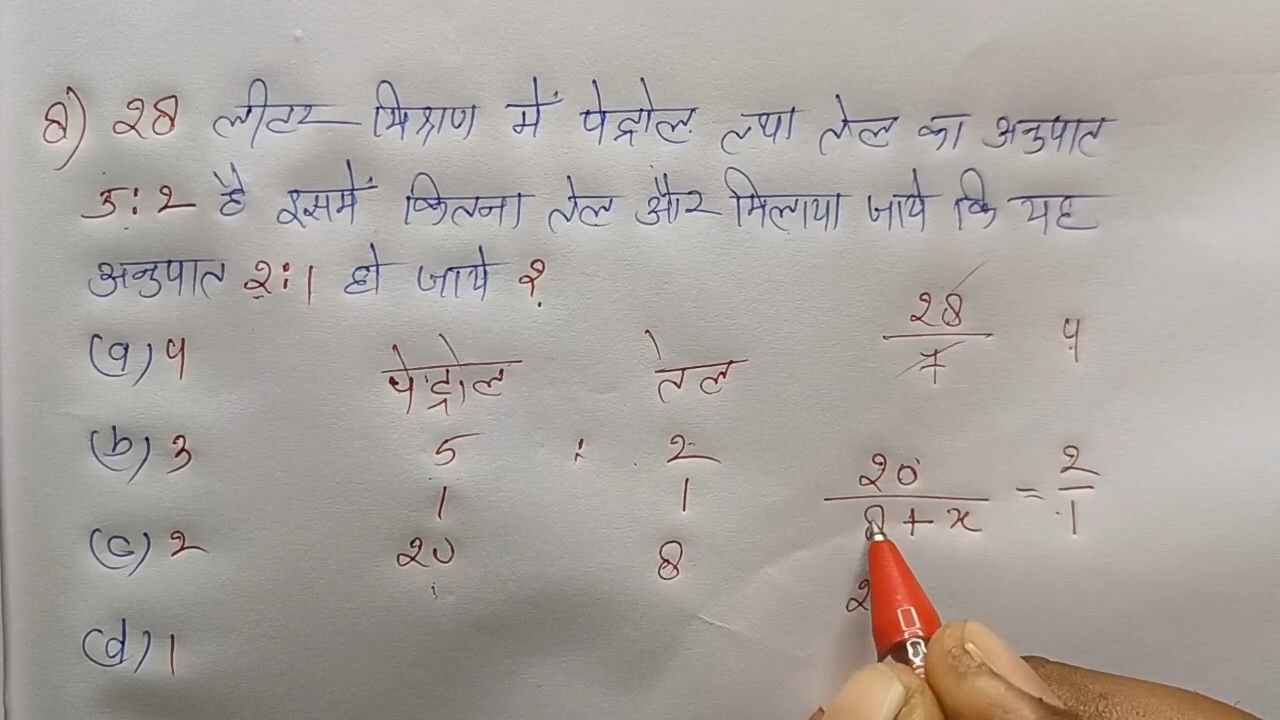 8) 28 लीटर मिश्रण में पेट्रोल तथा तेल का अनुपात
5:2 है इसमें कितना तेल और मिलाया जाये कि यह
अनुपात 2:1 हो जाये ?
(a) 4
(b) 3
(c) 2
(d) 1
पेट्रोल तेल
5 : 2
1 1
20 8
28/7 4
20/8+x = 2/1
2